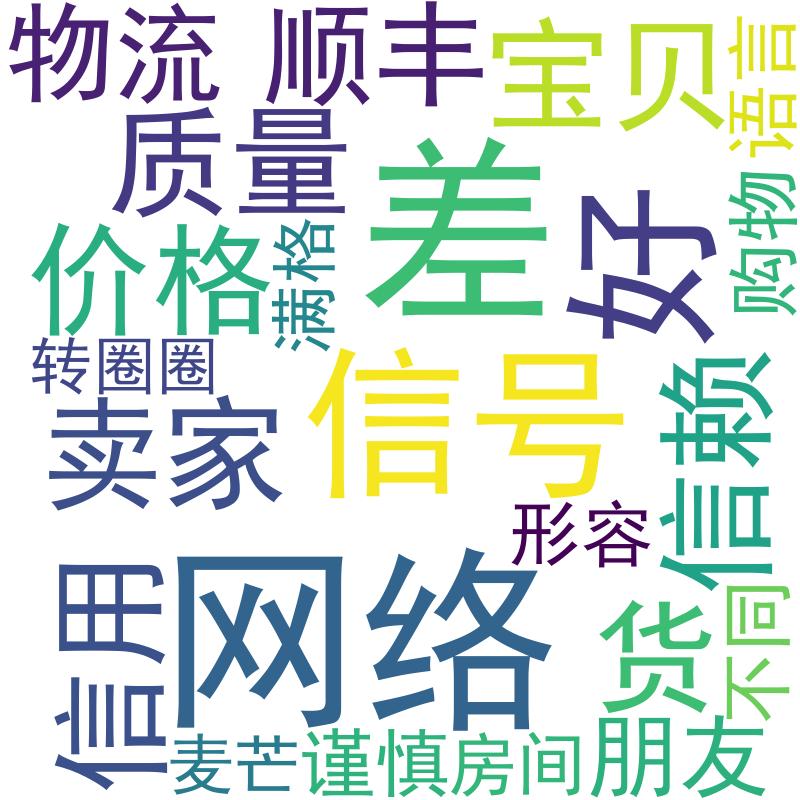 物流
顺丰
宝贝
语言
质量
差
好
购物
价格
满格
转圈圈
卖家
信号
信赖
形容
信用
网络
货
不同
麦芒
谨慎
房间
朋友